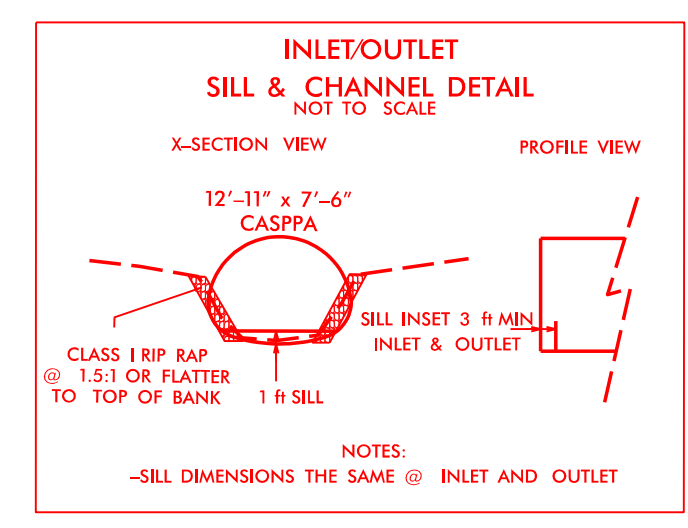 INLET/OUTLET
SILL & CHANNEL DETAIL
NOT TO SCALE
X-SECTION VIEW
PROFILE VIEW
12'-11" x 7'-6"
CASPPA
SILL INSET 3 ft MIN
INLET & OUTLET
CLASS I RIP RAP
@ 1.5:1 OR FLATTER
TO TOP OF BANK
1 ft SILL
NOTES:
-SILL DIMENSIONS THE SAME @ INLET AND OUTLET